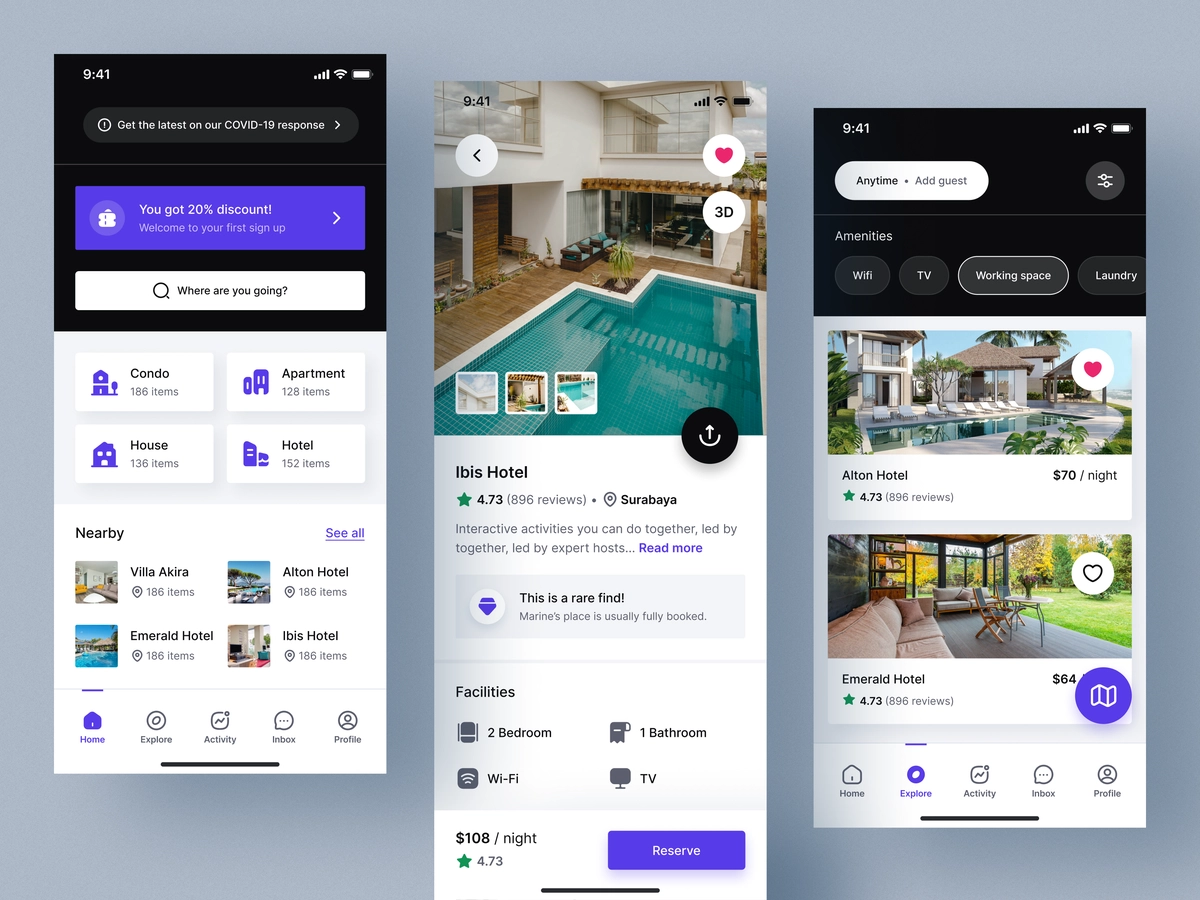 9:41
Get the latest on our COVID-19 response
You got 20% discount!
Welcome to your first sign up
Where are you going?
Condo
186 items
Apartment
128 items
House
136 items
Hotel
152 items
Nearby
See all
Villa Akira
186 items
Alton Hotel
186 items
Emerald Hotel
186 items
Ibis Hotel
186 items
Home
Explore
Activity
Inbox
Profile
9:41
3D
Ibis Hotel
4.73 (896 reviews) • Surabaya
Interactive activities you can do together, led by
together, led by expert hosts... Read more
This is a rare find!
Marine's place is usually fully booked.
Facilities
2 Bedroom
1 Bathroom
Wi-Fi
TV
$108 / night
4.73
Reserve
9:41
Anytime • Add guest
Amenities
Wifi
TV
Working space
Laundry
Alton Hotel
$70 / night
4.73 (896 reviews)
Emerald Hotel
$64
4.73 (896 reviews)
Home
Explore
Activity
Inbox
Profile